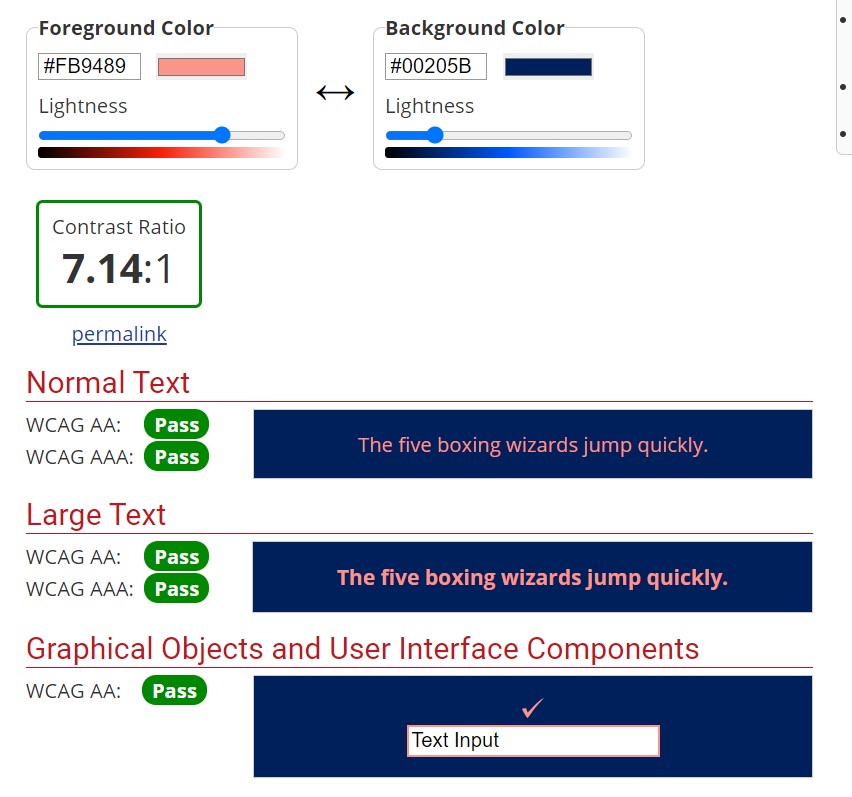 Foreground Color
#FB9489
Lightness
Background Color
#00205B
Lightness
Contrast Ratio
7.14:1
permalink
Normal Text
WCAG AA: Pass
WCAG AAA: Pass
The five boxing wizards jump quickly.
Large Text
WCAG AA: Pass
WCAG AAA: Pass
The five boxing wizards jump quickly.
Graphical Objects and User Interface Components
WCAG AA: Pass
Text Input